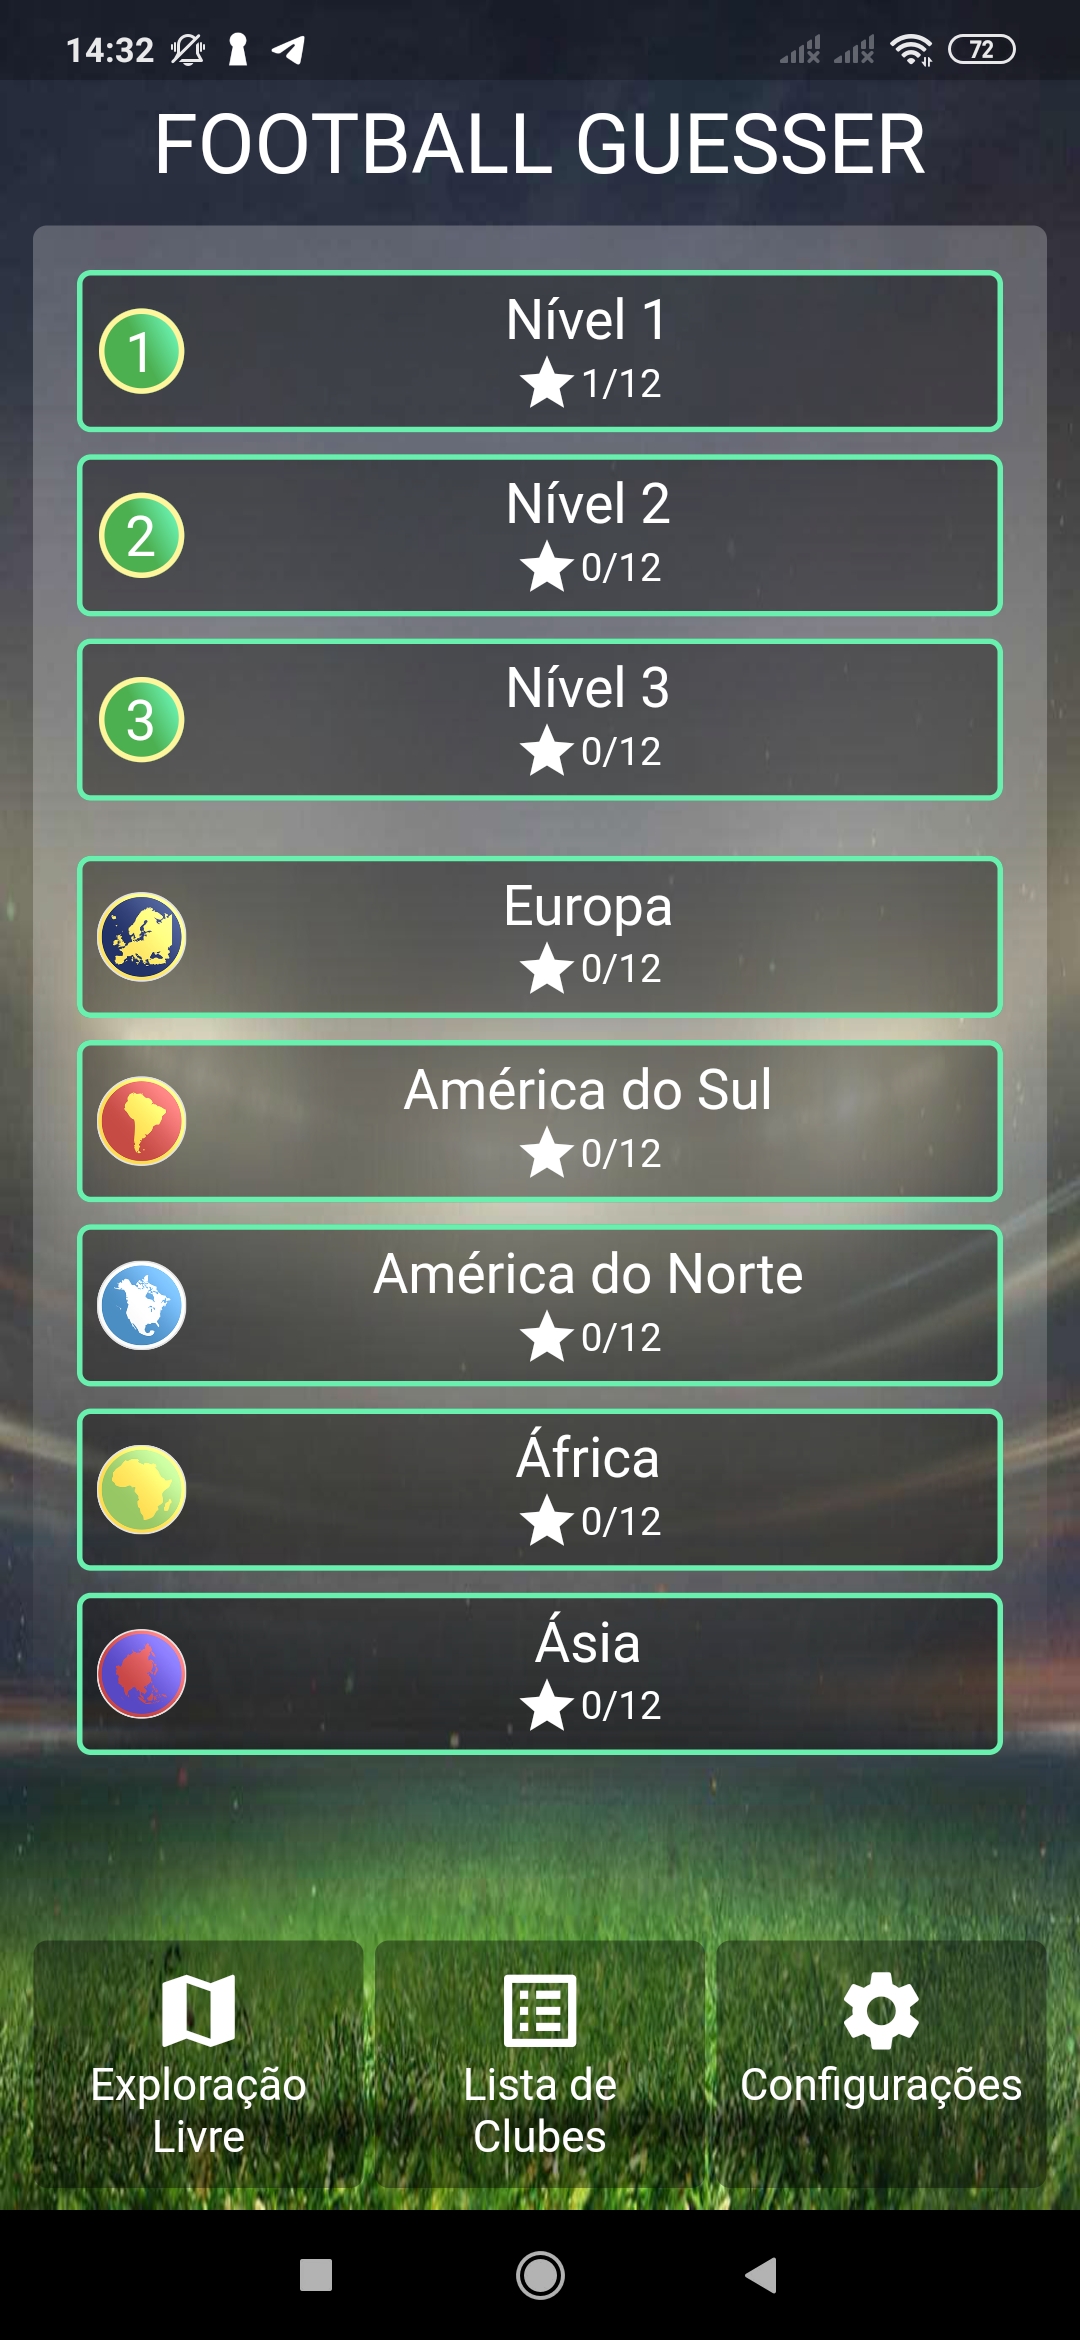 14:32
72
FOOTBALL GUESSER
1
Nível 1
1/12
2
Nível 2
0/12
3
Nível 3
0/12
Europa
0/12
América do Sul
0/12
América do Norte
0/12
África
0/12
Ásia
0/12
Exploração
Livre
Lista de
Clubes
Configurações